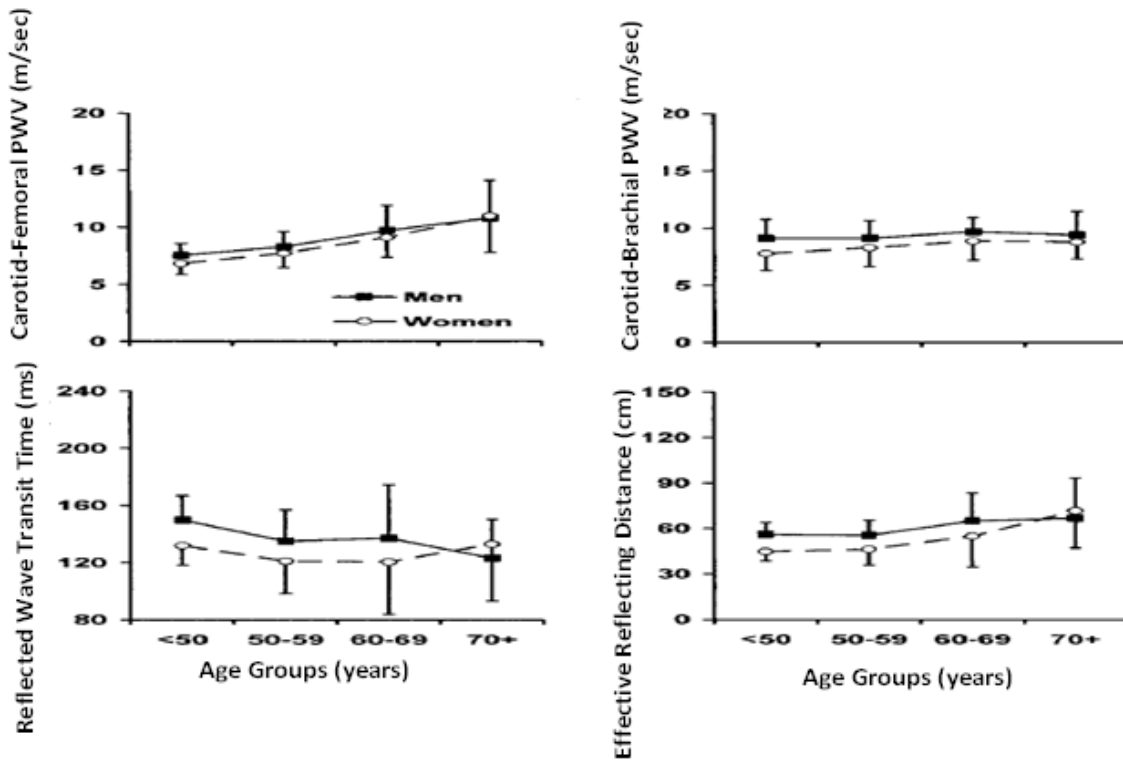 Carotid-Femoral PWV (m/sec)
20
15
10
5
0
Men
Women
Carotid-Brachial PWV (m/sec)
20
15
10
5
0
Reflected Wave Transit Time (ms)
240
200
160
120
80
<50 50-59 60-69 70+
Age Groups (years)
Effective Reflecting Distance (cm)
150
120
90
60
30
0
<50 50-59 60-69 70+
Age Groups (years)